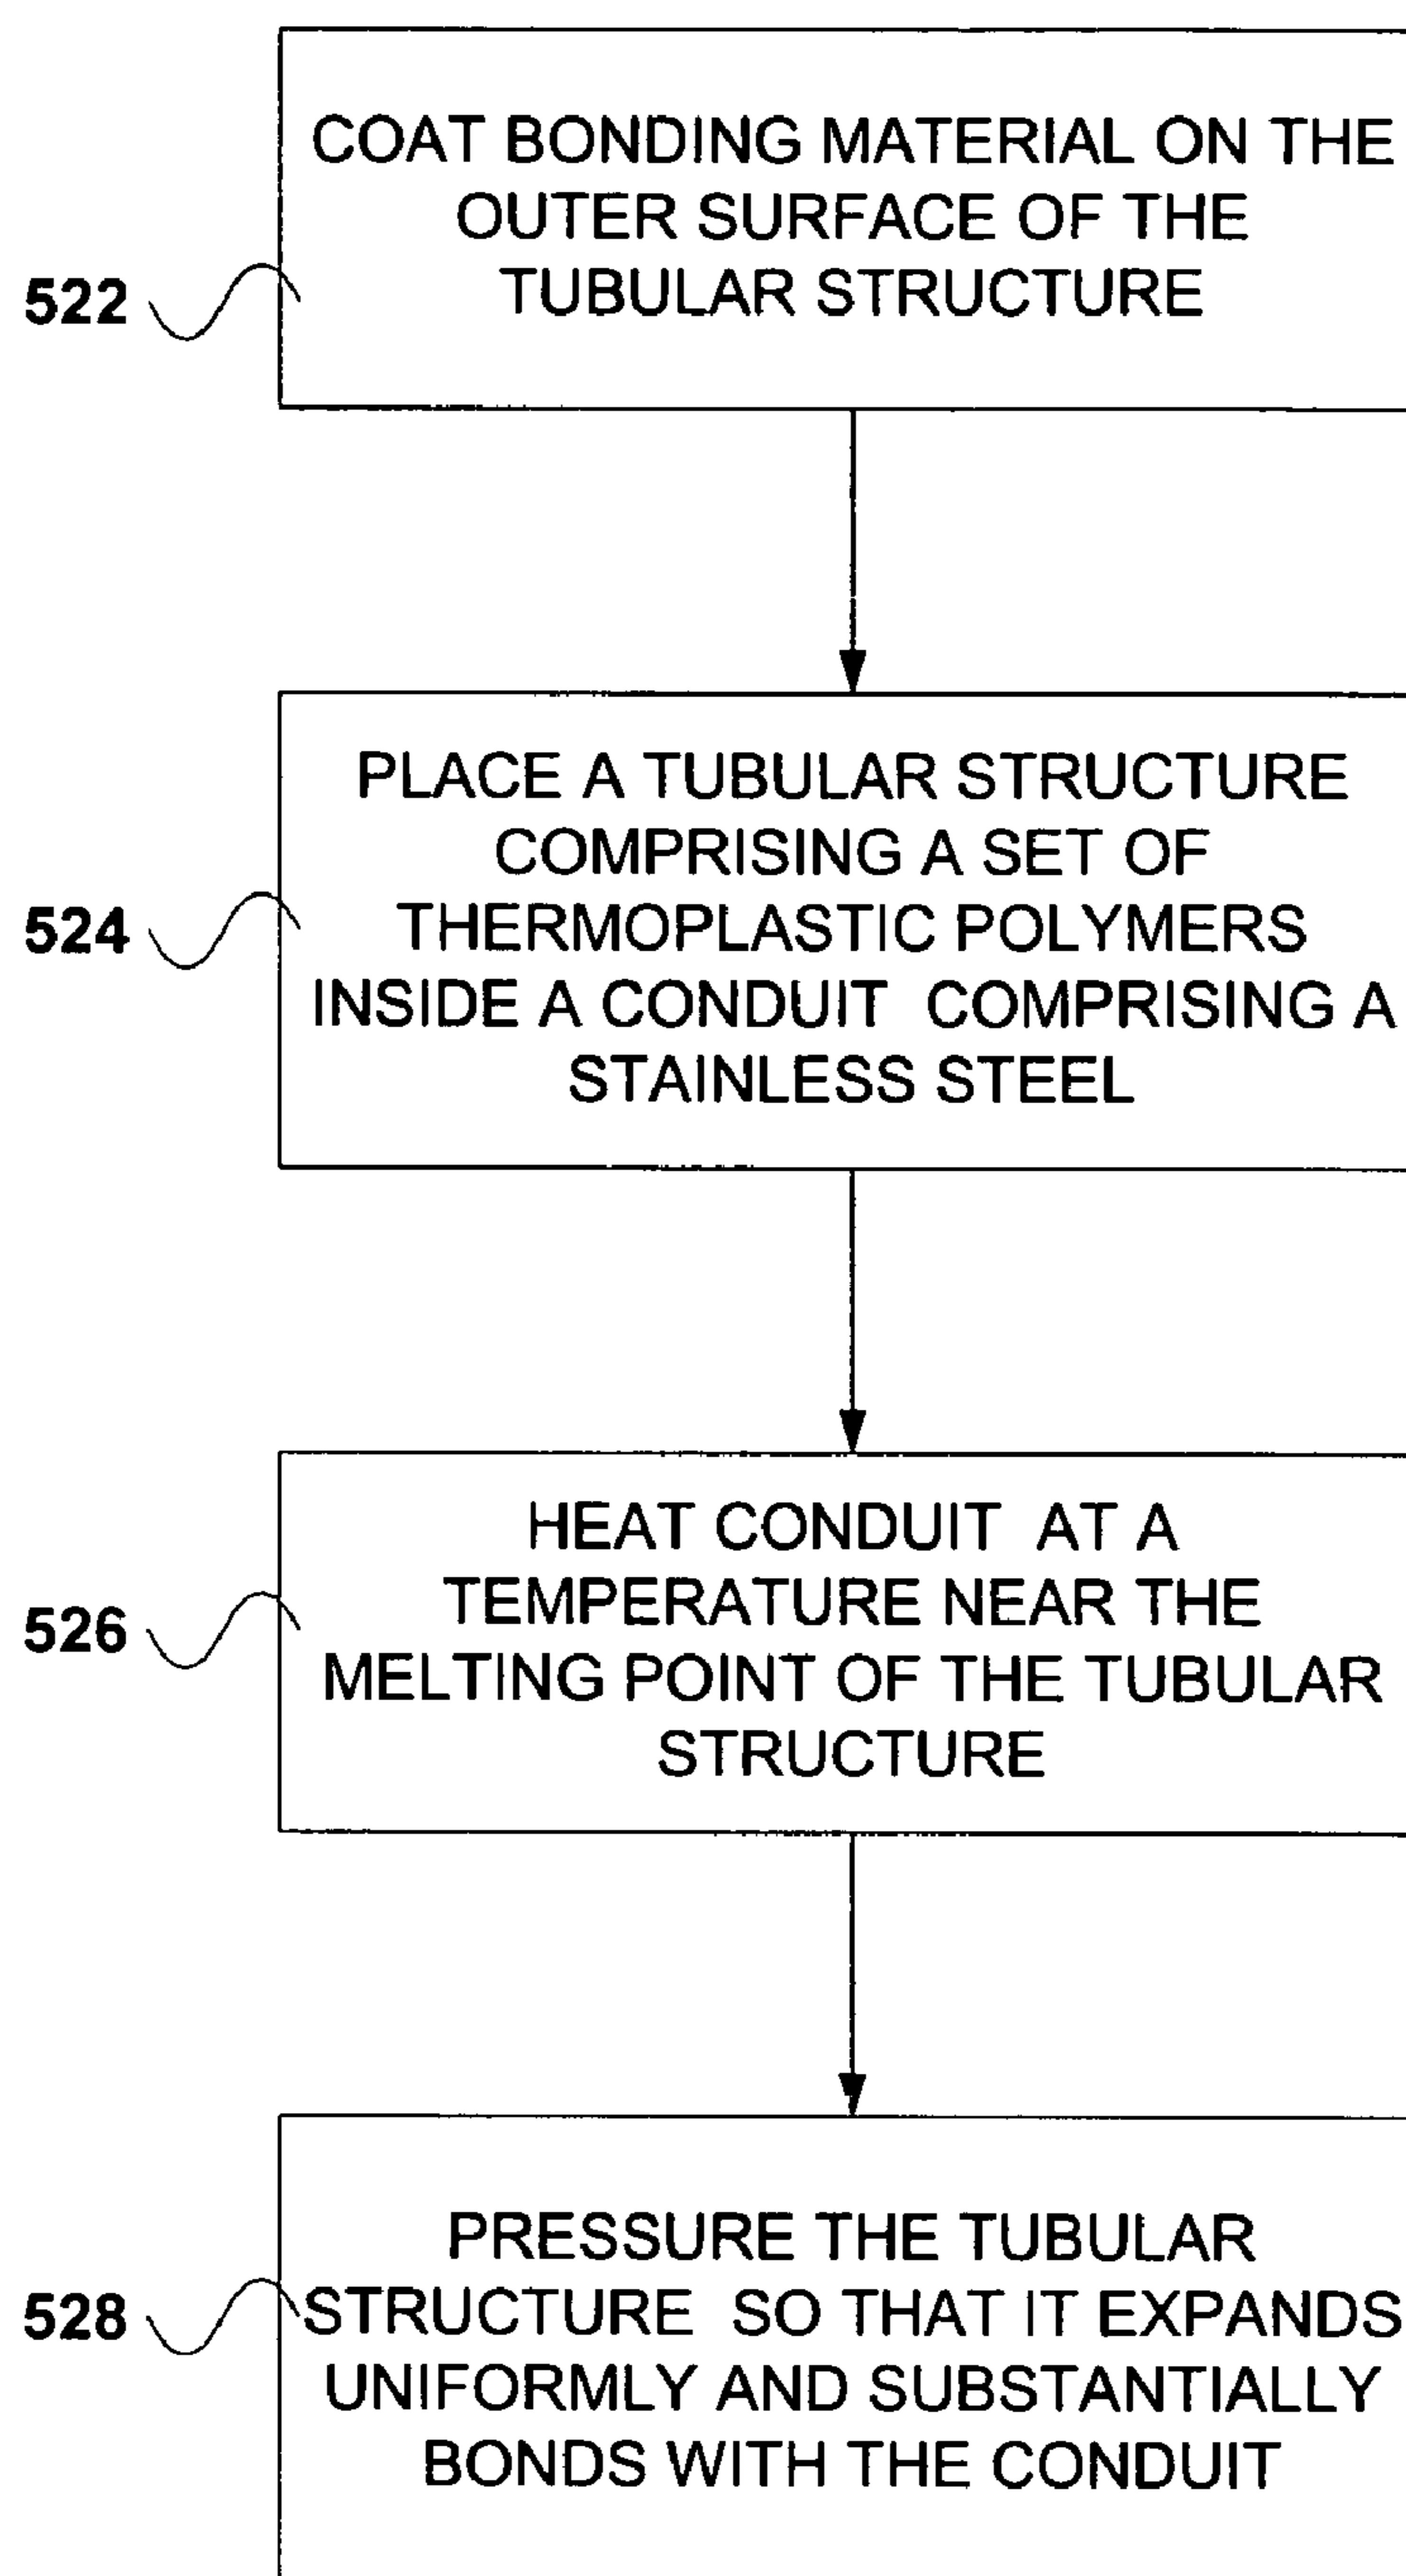 COAT BONDING MATERIAL ON THE
OUTER SURFACE OF THE
TUBULAR STRUCTURE
522
PLACE A TUBULAR STRUCTURE
COMPRISING A SET OF
THERMOPLASTIC POLYMERS
INSIDE A CONDUIT COMPRISING A
STAINLESS STEEL
524
HEAT CONDUIT AT A
TEMPERATURE NEAR THE
MELTING POINT OF THE TUBULAR
STRUCTURE
526
PRESSURE THE TUBULAR
STRUCTURE SO THAT IT EXPANDS
UNIFORMLY AND SUBSTANTIALLY
BONDS WITH THE CONDUIT
528